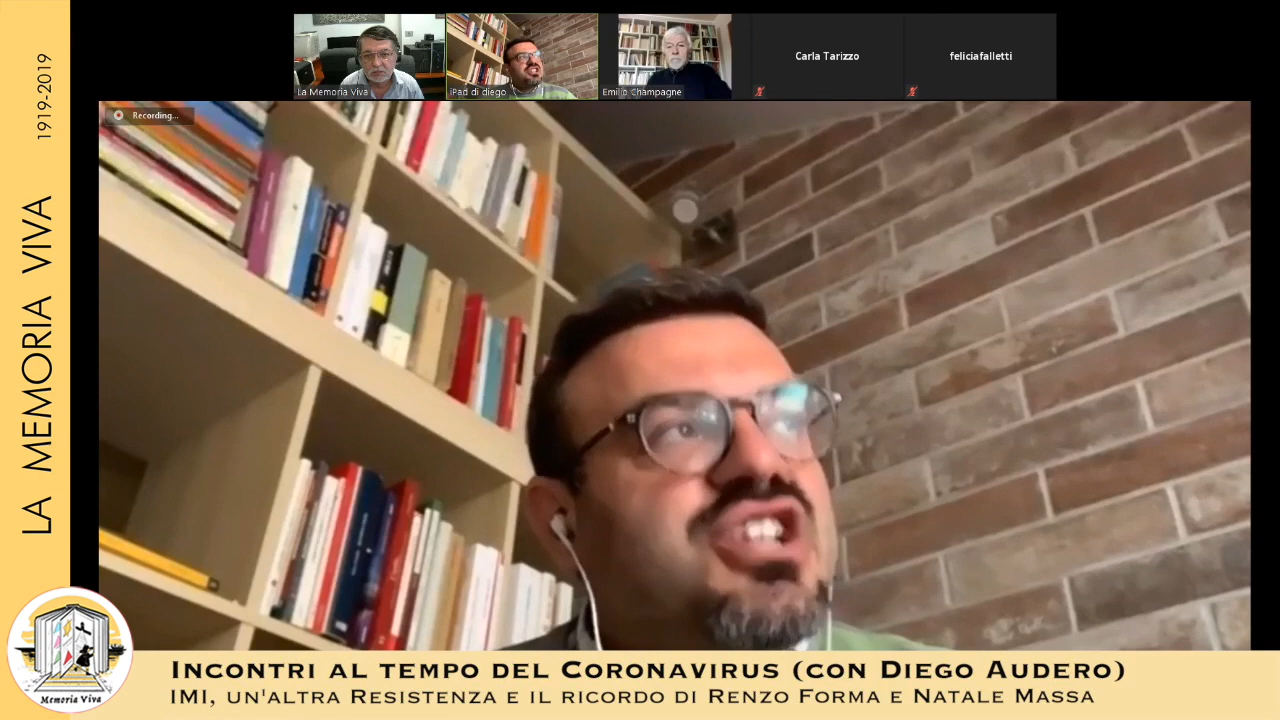 La Memoria Viva
iPad di diego
Emilio Champagne
Carla Tarizzo
feliciafalletti
Recording...
LA MEMORIA VIVA 1919-2019
Memoria Viva
Incontri al tempo del Coronavirus (con Diego Audero)
IMI, un'altra Resistenza e il ricordo di Renzo Forma e Natale Massa